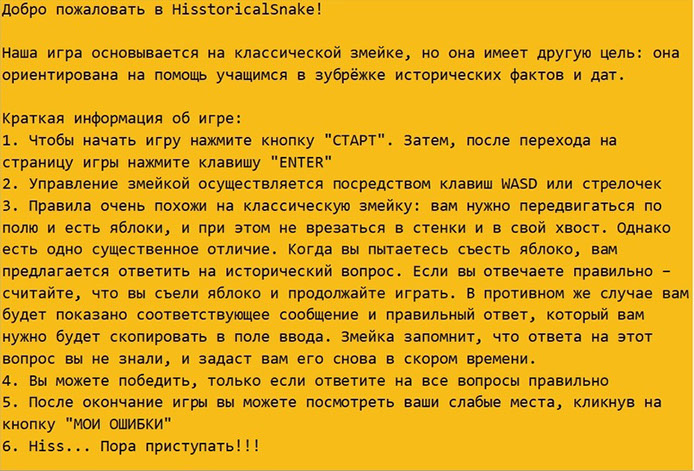 Добро пожаловать в HisstoricalSnake!
Наша игра основывается на классической змейке, но она имеет другую цель: она
ориентирована на помощь учащимся в зубрёжке исторических фактов и дат.
Краткая информация об игре:
1. Чтобы начать игру нажмите кнопку "СТАРТ". Затем, после перехода на
страницу игры нажмите клавишу "ENTER"
2. Управление змейкой осуществляется посредством клавиш WASD или стрелочек
3. Правила очень похожи на классическую змейку: вам нужно передвигаться по
полю и есть яблоки, и при этом не врезаться в стенки и в свой хвост. Однако
есть одно существенное отличие. Когда вы пытаетесь съесть яблоко, вам
предлагается ответить на исторический вопрос. Если вы отвечаете правильно –
считайте, что вы съели яблоко и продолжайте играть. В противном же случае вам
будет показано соответствующее сообщение и правильный ответ, который вам
нужно будет скопировать в поле ввода. Змейка запомнит, что ответа на этот
вопрос вы не знали, и задаст вам его снова в скором времени.
4. Вы можете победить, только если ответите на все вопросы правильно
5. После окончание игры вы можете посмотреть ваши слабые места, кликнув на
кнопку "МОИ ОШИБКИ"
6. Hiss... Пора приступать!!!